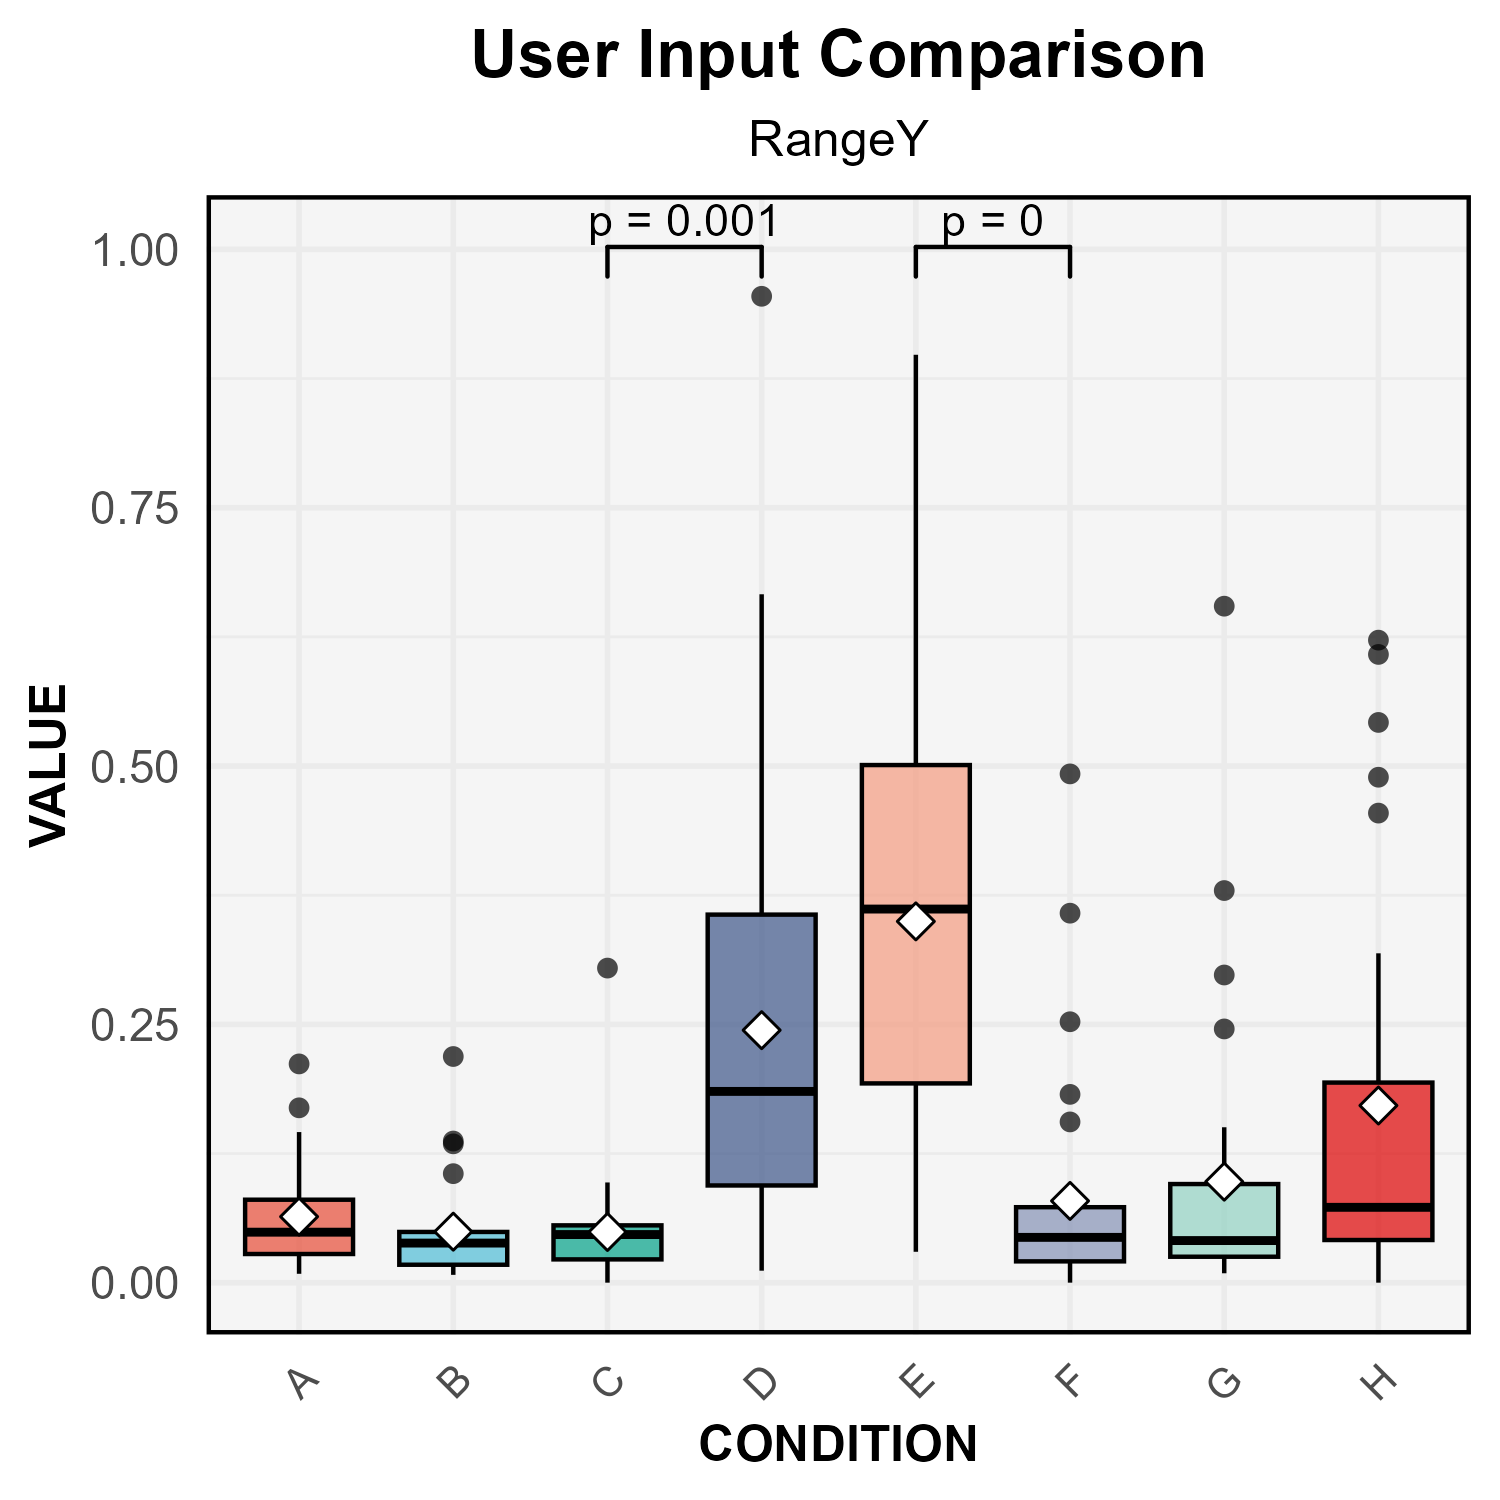 User Input Comparison
RangeY
p = 0.001 p = 0
1.00
0.75
0.50
0.25
0.00
VALUE
A B C D E F G H
CONDITION